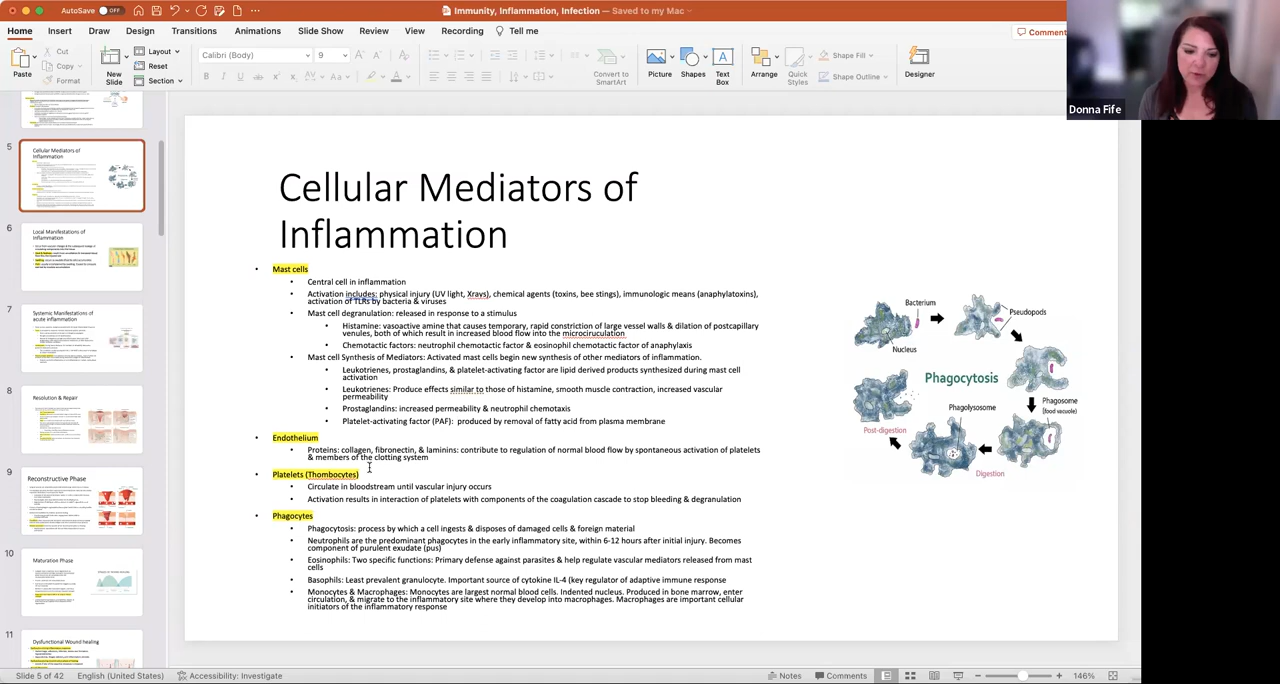 AutoSave OFF
Immunity, Inflammation, Infection — Saved to my Mac
Home Insert Draw Design Transitions Animations Slide Show Review View Recording Tell me
Comment
Paste
Cut
Copy
Format
New Slide
Layout
Reset
Section
Calibri (Body) 9
Convert to SmartArt
Picture
Shapes
Text Box
Arrange
Quick Styles
Shape Fill
Shape Outline
Designer
Donna Fife
5
Cellular Mediators of
Inflammation
6
Local Manifestations of
Inflammation
7
Systemic Manifestations of
acute inflammation
8
Resolution & Repair
9
Reconstructive Phase
10
Maturation Phase
11
Dysfunctional Wound healing
Cellular Mediators of
Inflammation
• Mast cells
• Central cell in inflammation
• Activation includes: physical injury (UV light, Xrays), chemical agents (toxins, bee stings), immunologic means (anaphylatoxins),
activation of TLRs by bacteria & viruses
• Mast cell degranulation: released in response to a stimulus
• Histamine: vasoactive amine that causes temporary, rapid constriction of large vessel walls & dilation of postcapillary
venules, both of which result in increased blood flow into the microciruculation
• Chemotactic factors: neutrophil chemotactic factor & eosinophil chemotactic factor of anaphylaxis
• Mast cell Synthesis of Mediators: Activated mast cells begin new synthesis of other mediators of inflammation.
• Leukotrienes, prostaglandins, & platelet-activating factor are lipid derived products synthesized during mast cell
activation
• Leukotrienes: Produce effects similar to those of histamine, smooth muscle contraction, increased vascular
permeability
• Prostaglandins: increased permeability & neutrophil chemotaxis
• Platelet-activating factor (PAF): produced by removal of fatty acid from plasma membrane
• Endothelium
• Proteins: collagen, fibronectin, & laminins: contribute to regulation of normal blood flow by spontaneous activation of platelets
& members of the clotting system
• Platelets (Thombocytes)
• Circulate in bloodstream until vascular injury occurs
• Activation results in interaction of platelets with components of the coagulation cascade to stop bleeding & degranulation
• Phagocytes
• Phagocytosis: process by which a cell ingests & disposes of damaged cells & foreign material
• Neutrophils are the predominant phagocytes in the early inflammatory site, within 6-12 hours after initial injury. Becomes
component of purulent exudate (pus)
• Eosinophils: Two specific functions: Primary defense against parasites & help regulate vascular mediators released from mast
cells
• Basophils: Least prevalent granulocyte. Important source of cytokine IL-4 (key regulator of adaptive immune response
• Monocytes & Macrophages: Monocytes are largest normal blood cells. Indented nucleus. Produced in bone marrow, enter
circulation, & migrate to the inflammatory site where they develop into macrophages. Macrophages are important cellular
initiators of the inflammatory response
Bacterium
Pseudopods
Nucleus
Phagocytosis
Phagosome
(food vacuole)
Phagolysosome
Post-digestion
Digestion
Slide 5 of 42 English (United States) Accessibility: Investigate
Notes Comments 146%